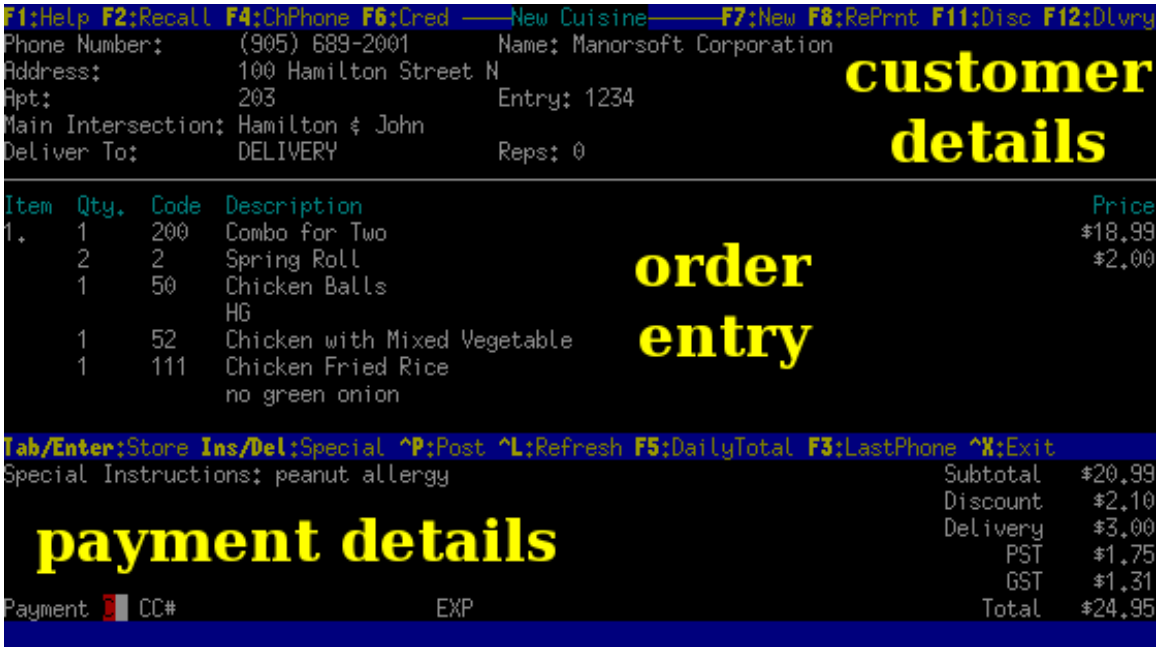 F1:Help F2:Recall F4:ChPhone F6:Cred New Cuisine F7:New F8:RePrnt F11:Disc F12:Dlvry
Phone Number: (905) 689-2001 Name: Manorsoft Corporation
Address: 100 Hamilton Street N
Apt: 203 Entry: 1234
Main Intersection: Hamilton & John
Deliver To: DELIVERY Reps: 0
customer
details
Item Qty. Code Description Price
1. 1 200 Combo for Two $18.99
2 2 Spring Roll $2.00
1 50 Chicken Balls
HG
1 52 Chicken with Mixed Vegetable
1 111 Chicken Fried Rice
no green onion
order
entry
Tab/Enter:Store Ins/Del:Special ^P:Post ^L:Refresh F5:DailyTotal F3:LastPhone ^X:Exit
Special Instructions: peanut allergy Subtotal $20.99
Discount $2.10
Delivery $3.00
PST $1.75
GST $1.31
payment details
Payment CC# EXP Total $24.95